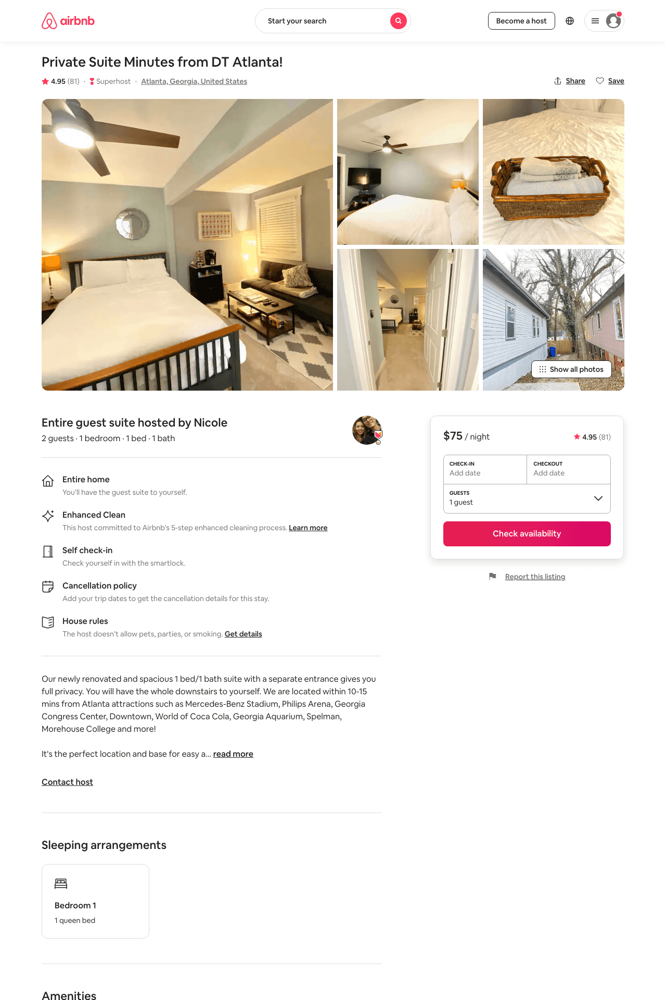 airbnb
Start your search
Become a host
Private Suite Minutes from DT Atlanta!
4.95 (81) · Superhost · Atlanta, Georgia, United States
Share
Save
Show all photos
Entire guest suite hosted by Nicole
2 guests · 1 bedroom · 1 bed · 1 bath
Entire home
You’ll have the guest suite to yourself.
Enhanced Clean
This host committed to Airbnb's 5-step enhanced cleaning process. Learn more
Self check-in
Check yourself in with the smartlock.
Cancellation policy
Add your trip dates to get the cancellation details for this stay.
House rules
The host doesn’t allow pets, parties, or smoking. Get details
$75 / night
4.95 (81)
CHECK-IN
Add date
CHECKOUT
Add date
GUESTS
1 guest
Check availability
Report this listing
Our newly renovated and spacious 1 bed/1 bath suite with a separate entrance gives you
full privacy. You will have the whole downstairs to yourself. We are located within 10-15
mins from Atlanta attractions such as Mercedes-Benz Stadium, Philips Arena, Georgia
Congress Center, Downtown, World of Coca Cola, Georgia Aquarium, Spelman,
Morehouse College and more!
It's the perfect location and base for easy a... read more
Contact host
Sleeping arrangements
Bedroom 1
1 queen bed
Amenities